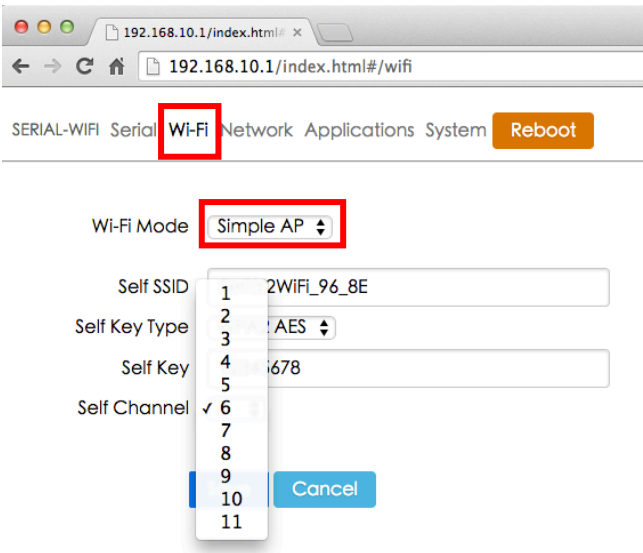 192.168.10.1/index.html#
192.168.10.1/index.html#/wifi
SERIAL-WIFI Serial Wi-Fi Network Applications System Reboot
Wi-Fi Mode Simple AP
Self SSID 2WiFi_96_8E
Self Key Type 2 AES
Self Key 5678
Self Channel ✓ 6
1
2
3
4
5
7
8
9
10
11
Cancel